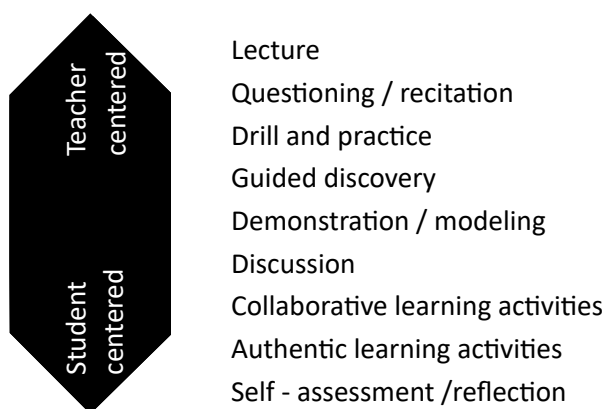 Teacher
centered
Student
centered
Lecture
Questioning / recitation
Drill and practice
Guided discovery
Demonstration / modeling
Discussion
Collaborative learning activities
Authentic learning activities
Self - assessment /reflection